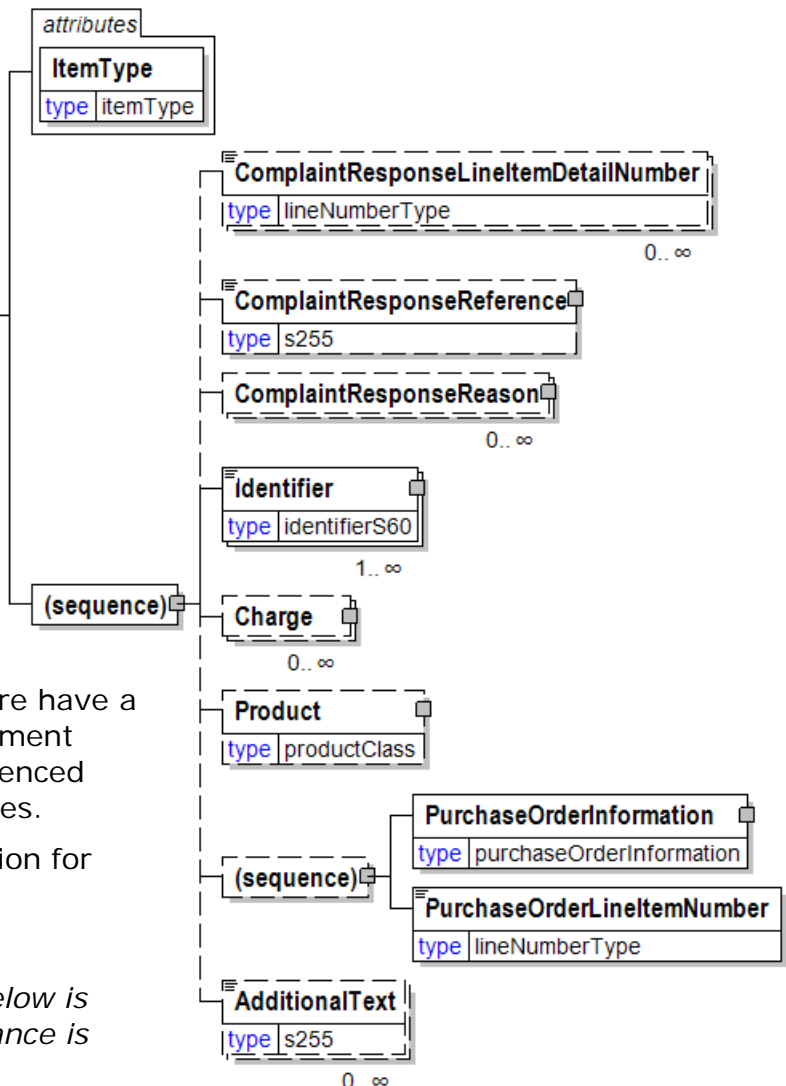 attributes
ItemType
type itemType
ComplaintResponseLineItemDetailNumber
type lineNumberType
0.. ∞
ComplaintResponseReference
type s255
ComplaintResponseReason
0.. ∞
Identifier
type identifierS60
1.. ∞
(sequence)
Charge
0.. ∞
re have a
ment
enced
es.
ion for
elow is
ance is
Product
type productClass
(sequence)
PurchaseOrderInformation
type purchaseOrderInformation
PurchaseOrderLineItemNumber
type lineNumberType
AdditionalText
type s255
0.. ∞